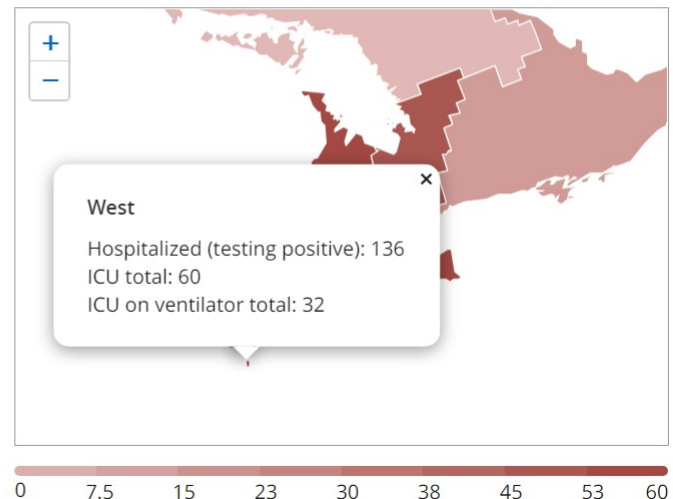 +
−
×
West
Hospitalized (testing positive): 136
ICU total: 60
ICU on ventilator total: 32
0 7.5 15 23 30 38 45 53 60